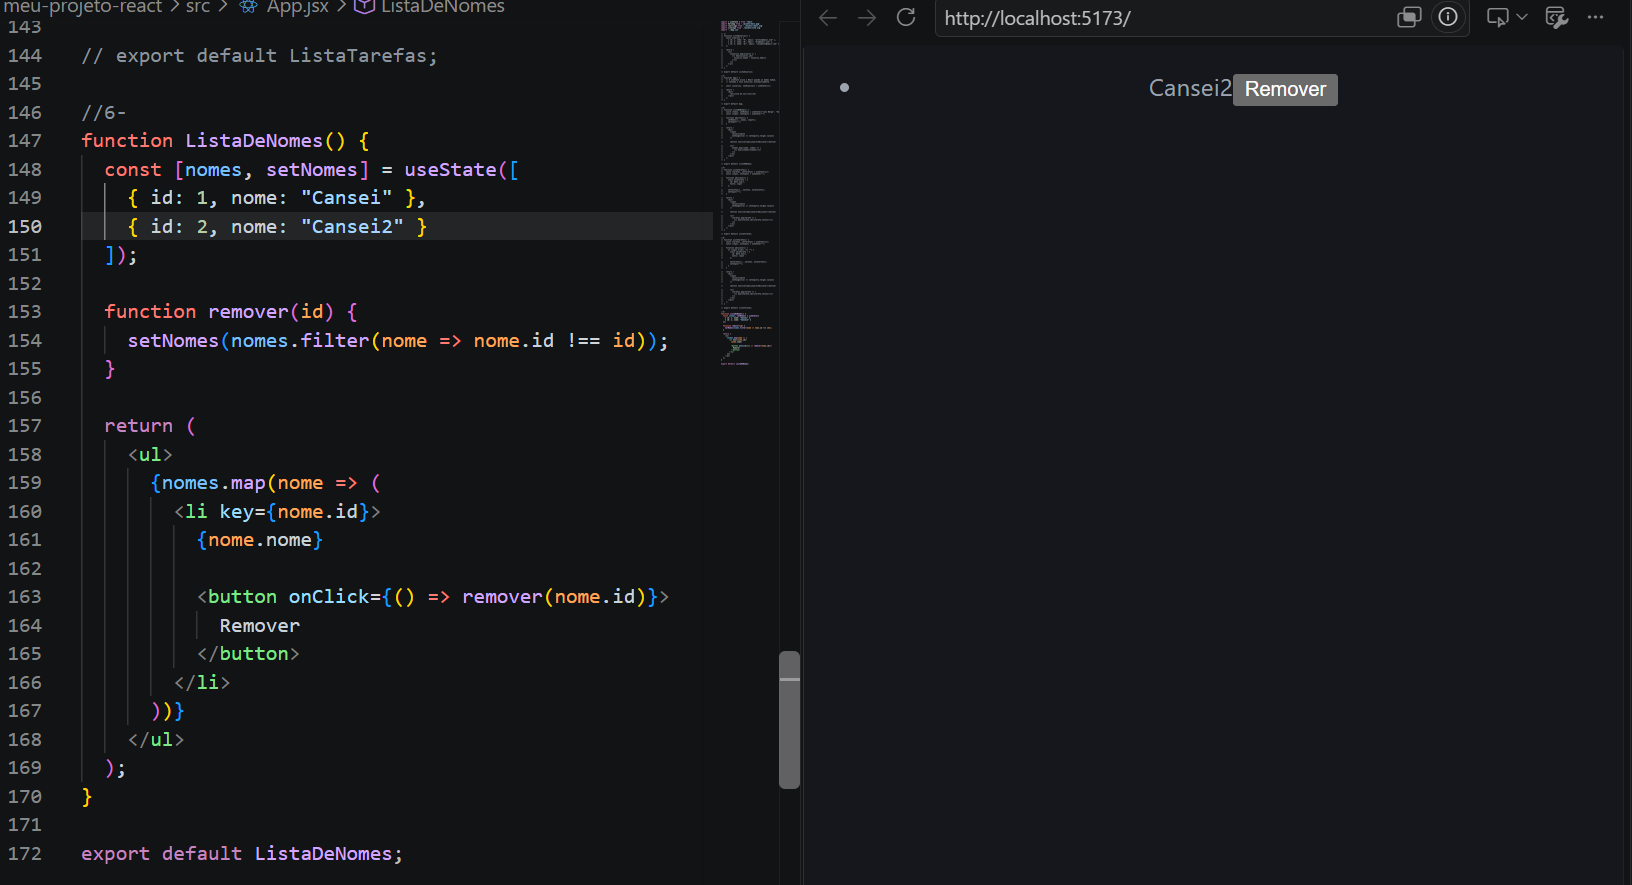 meu-projeto-react > src > App.jsx > ListaDeNomes
143
144 // export default ListaTarefas;
145
146 //6-
147 function ListaDeNomes() {
148 const [nomes, setNomes] = useState([
149 { id: 1, nome: "Cansei" },
150 { id: 2, nome: "Cansei2" }
151 ]);
152
153 function remover(id) {
154 setNomes(nomes.filter(nome => nome.id !== id));
155 }
156
157 return (
158 <ul>
159 {nomes.map(nome => (
160 <li key={nome.id}>
161 {nome.nome}
162
163 <button onClick={() => remover(nome.id)}>
164 Remover
165 </button>
166 </li>
167 ))}
168 </ul>
169 );
170 }
171
172 export default ListaDeNomes;
http://localhost:5173/
Cansei2 Remover